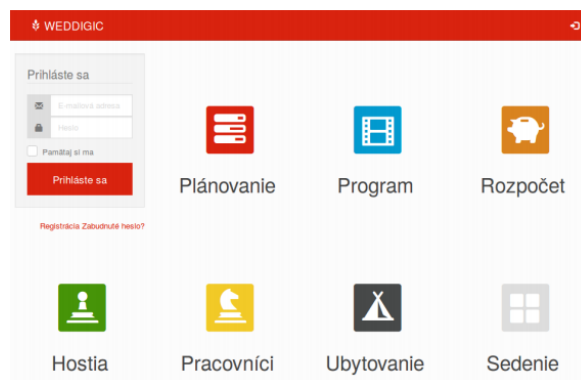 WEDDIGIC
Prihláste sa
E-mailová adresa
Heslo
Pamätaj si ma
Prihláste sa
Registrácia Zabudnuté heslo?
Plánovanie
Program
Rozpočet
Hostia
Pracovníci
Ubytovanie
Sedenie